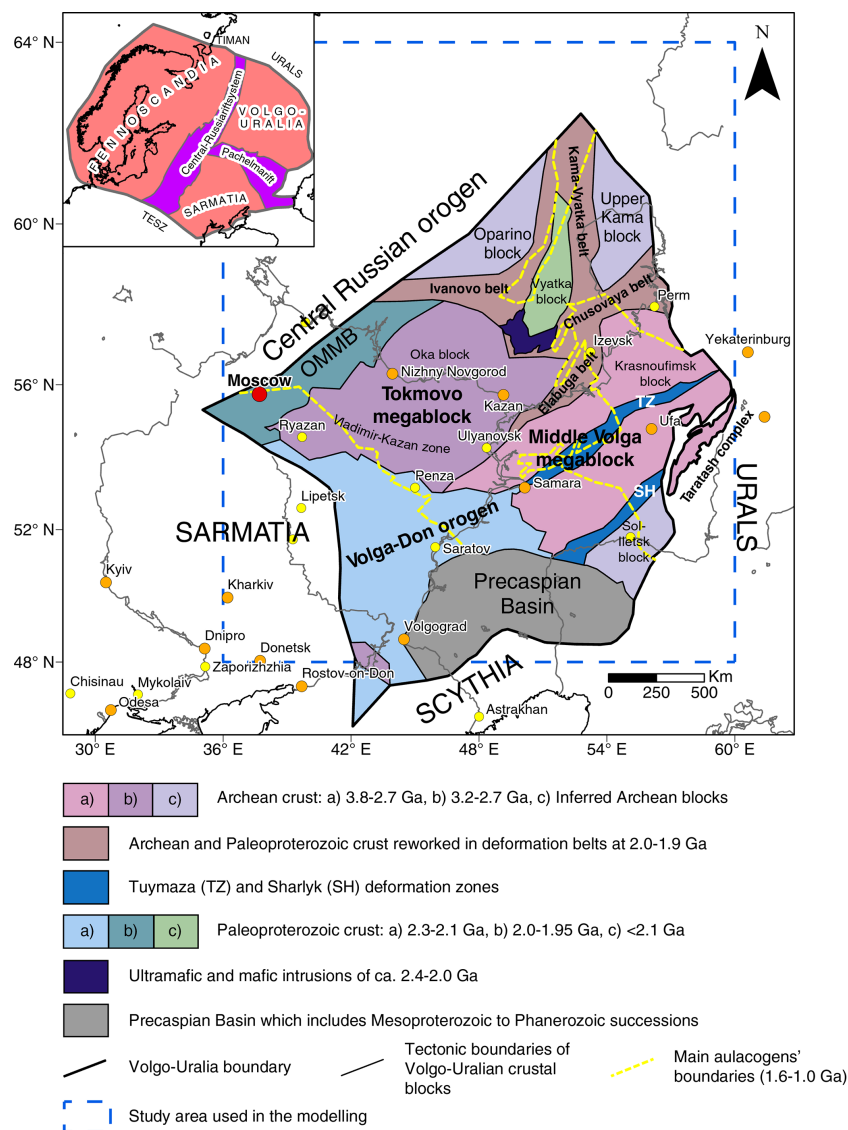 64° N
60° N
56° N
52° N
48° N
30° E
36° E
42° E
48° E
54° E
60° E
N
TIMAN
URALS
FENNOSCANDIA
Central-Russiariftsystem
VOLGO-
URALIA
Pachelmarift
SARMATIA
TESZ
Central Russian orogen
Kama-Vyatka belt
Upper
Kama
block
Oparino
block
Ivanovo belt
Vyatka
block
Chusovaya belt
Perm
OMMB
Oka block
Izevsk
Yekaterinburg
Krasnoufimsk
block
Moscow
Nizhny Novgorod
Elabuga belt
Tokmovo
megablock
Kazan
TZ
Ryazan
Vladimir-Kazan zone
Ulyanovsk
Middle Volga
megablock
Ufa
Taratash complex
Penza
Samara
SH
URALS
Lipetsk
SARMATIA
Volga-Don orogen
Saratov
Sol-
Iletsk
block
Kyiv
Kharkiv
Precaspian
Basin
Volgograd
Dnipro
Donetsk
Zaporizhzhia
Chisinau
Mykolaiv
Rostov-on-Don
Odesa
SCYTHIA
Astrakhan
Km
0 250 500
a) b) c) Archean crust: a) 3.8-2.7 Ga, b) 3.2-2.7 Ga, c) Inferred Archean blocks
Archean and Paleoproterozoic crust reworked in deformation belts at 2.0-1.9 Ga
Tuymaza (TZ) and Sharlyk (SH) deformation zones
a) b) c) Paleoproterozoic crust: a) 2.3-2.1 Ga, b) 2.0-1.95 Ga, c) <2.1 Ga
Ultramafic and mafic intrusions of ca. 2.4-2.0 Ga
Precaspian Basin which includes Mesoproterozoic to Phanerozoic successions
Volgo-Uralia boundary
Tectonic boundaries of
Volgo-Uralian crustal
blocks
Main aulacogens'
boundaries (1.6-1.0 Ga)
Study area used in the modelling